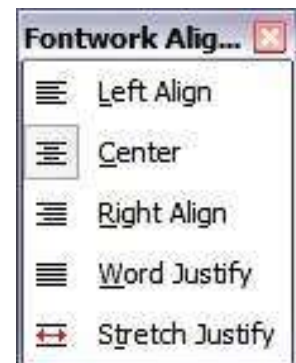 Fontwork Alig...
Left Align
Center
Right Align
Word Justify
Stretch Justify